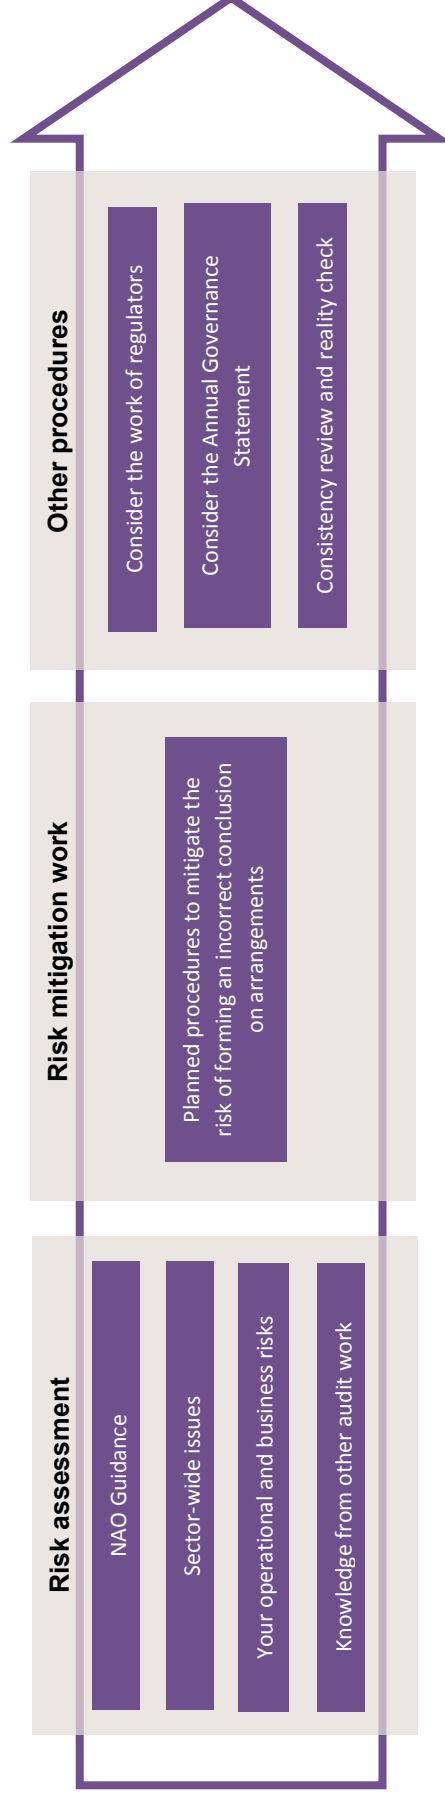 Risk assessment
NAO Guidance
Sector-wide issues
Your operational and business risks
Knowledge from other audit work
Risk mitigation work
Planned procedures to mitigate the
risk of forming an incorrect conclusion
on arrangements
Other procedures
Consider the work of regulators
Consider the Annual Governance
Statement
Consistency review and reality check